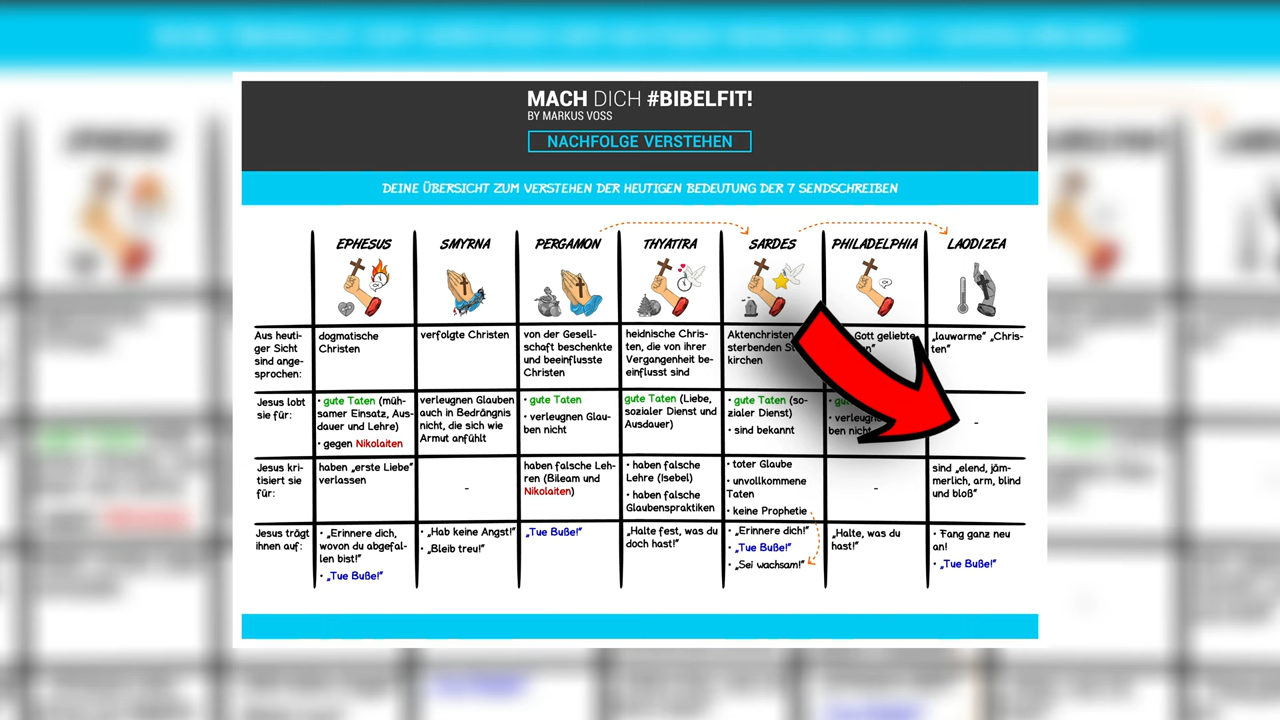 MACH DICH #BIBELFIT!
BY MARKUS VOSS
NACHFOLGE VERSTEHEN
DEINE ÜBERSICHT ZUM VERSTEHEN DER HEUTIGEN BEDEUTUNG DER 7 SENDSCHREIBEN
EPHESUS
SMYRNA
PERGAMON
THYATIRA
SARDES
PHILADELPHIA
LAODIZEA
Aus heuti-
ger Sicht
sind ange-
sprochen:
dogmatische
Christen
verfolgte Christen
von der Gesell-
schaft beschenkte
und beeinflusste
Christen
heidnische Chris-
ten, die von ihrer
Vergangenheit be-
einflusst sind
Aktenchristen
sterbenden
kirchen
Gott geliebte
„lauwarme“ „Chris-
ten“
Jesus lobt
sie für:
• gute Taten (müh-
samer Einsatz, Aus-
dauer und Lehre)
• gegen Nikolaiten
verleugnen Glauben
auch in Bedrängnis
nicht, die sich wie
Armut anfühlt
• gute Taten
• verleugnen Glau-
ben nicht
gute Taten (Liebe,
sozialer Dienst und
Ausdauer)
• gute Taten (so-
zialer Dienst)
• sind bekannt
• verleugn
ben nicht
-
Jesus kri-
tisiert sie
für:
haben „erste Liebe“
verlassen
-
haben falsche Leh-
ren (Bileam und
Nikolaiten)
• haben falsche
Lehre (Isebel)
• haben falsche
Glaubenspraktiken
• toter Glaube
• unvollkommene
Taten
• keine Prophetie
-
sind „elend, jäm-
merlich, arm, blind
und bloß“
Jesus trägt
ihnen auf:
• „Erinnere dich,
wovon du abgefal-
len bist!“
• „Tue Buße!“
• „Hab keine Angst!“
• „Bleib treu!“
„Tue Buße!“
„Halte fest, was du
doch hast!“
• „Erinnere dich!“
• „Tue Buße!“
• „Sei wachsam!“
„Halte, was du
hast!“
• „Fang ganz neu
an!
• „Tue Buße!“